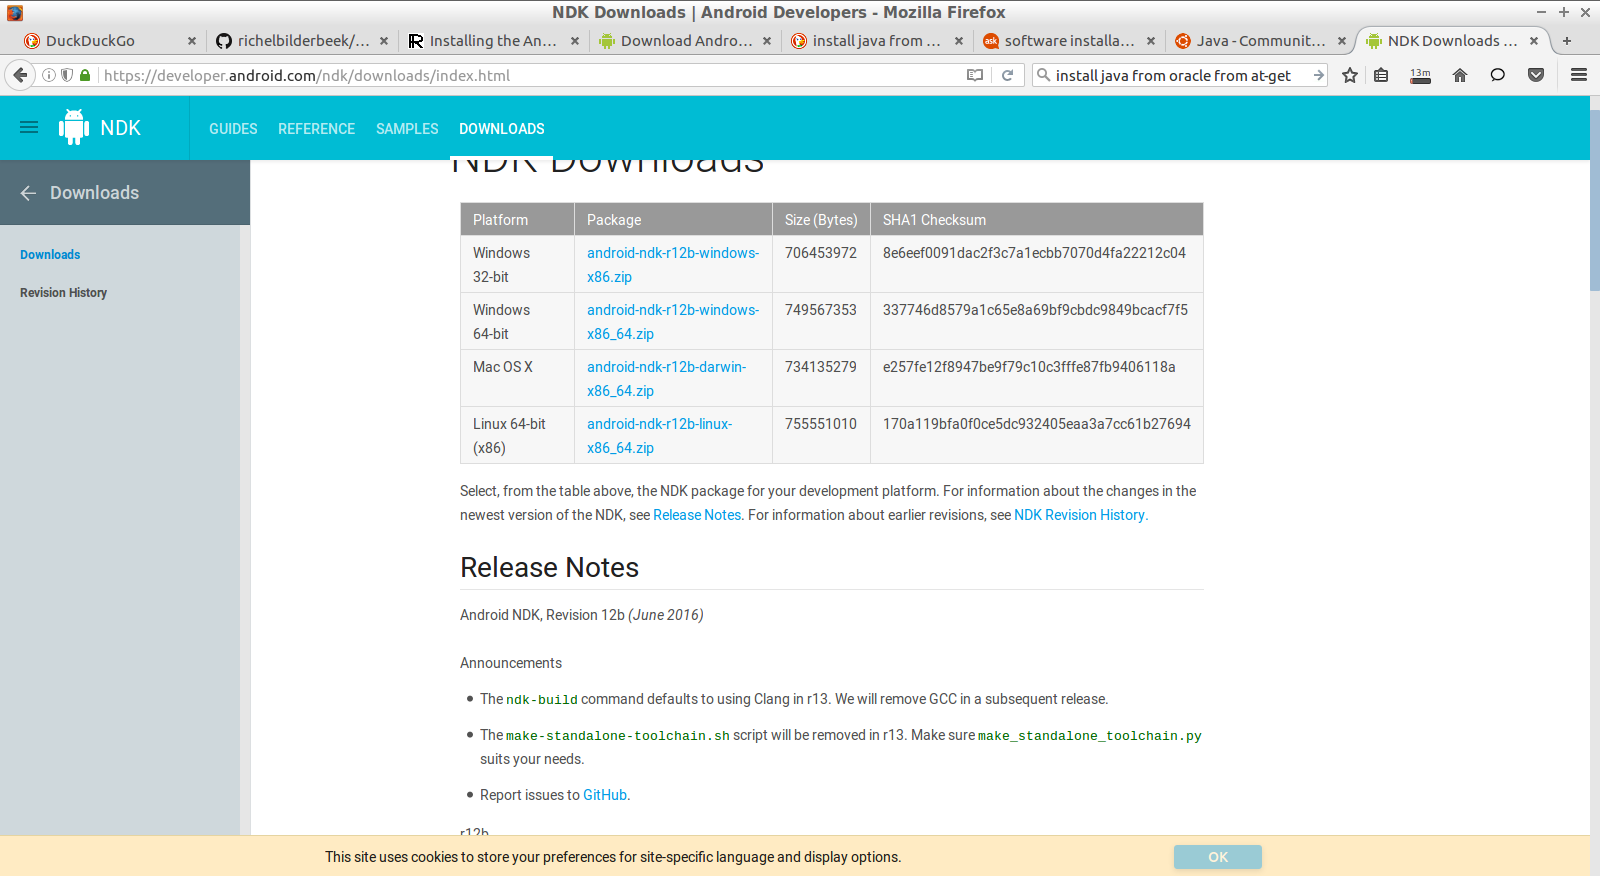 NDK Downloads | Android Developers - Mozilla Firefox
DuckDuckGo
richelbilderbeek/...
Installing the An...
Download Andro...
install java from ...
software installa...
Java - Communit...
NDK Downloads ...
https://developer.android.com/ndk/downloads/index.html
install java from oracle from at-get
13m
NDK
GUIDES
REFERENCE
SAMPLES
DOWNLOADS
Downloads
Downloads
Revision History
NDK Downloads
Platform Package Size (Bytes) SHA1 Checksum
Windows android-ndk-r12b-windows- 706453972 8e6eef0091dac2f3c7a1ecbb7070d4fa22212c04
32-bit x86.zip
Windows android-ndk-r12b-windows- 749567353 337746d8579a1c65e8a69bf9cbdc9849bcacf7f5
64-bit x86_64.zip
Mac OS X android-ndk-r12b-darwin- 734135279 e257fe12f8947be9f79c10c3fffe87fb9406118a
x86_64.zip
Linux 64-bit android-ndk-r12b-linux- 755551010 170a119bfa0f0ce5dc932405eaa3a7cc61b27694
(x86) x86_64.zip
Select, from the table above, the NDK package for your development platform. For information about the changes in the
newest version of the NDK, see Release Notes. For information about earlier revisions, see NDK Revision History.
Release Notes
Android NDK, Revision 12b (June 2016)
Announcements
• The ndk-build command defaults to using Clang in r13. We will remove GCC in a subsequent release.
• The make-standalone-toolchain.sh script will be removed in r13. Make sure make_standalone_toolchain.py
suits your needs.
• Report issues to GitHub.
r12b
This site uses cookies to store your preferences for site-specific language and display options.
OK